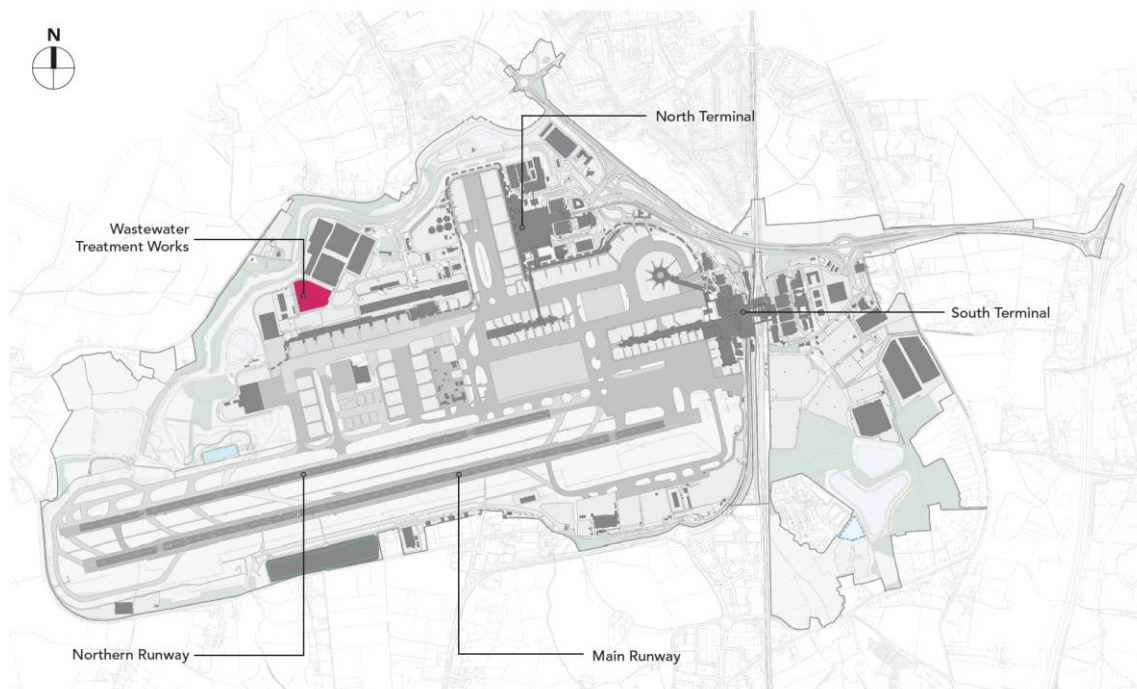 N
North Terminal
Wastewater
Treatment Works
South Terminal
Northern Runway
Main Runway